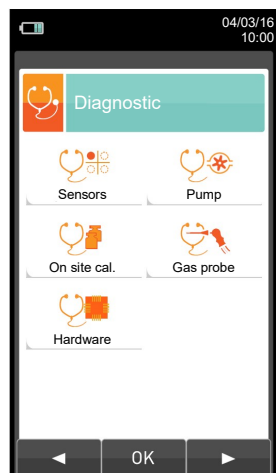 04/03/16
10:00
Diagnostic
Sensors
Pump
On site cal.
Gas probe
Hardware
OK